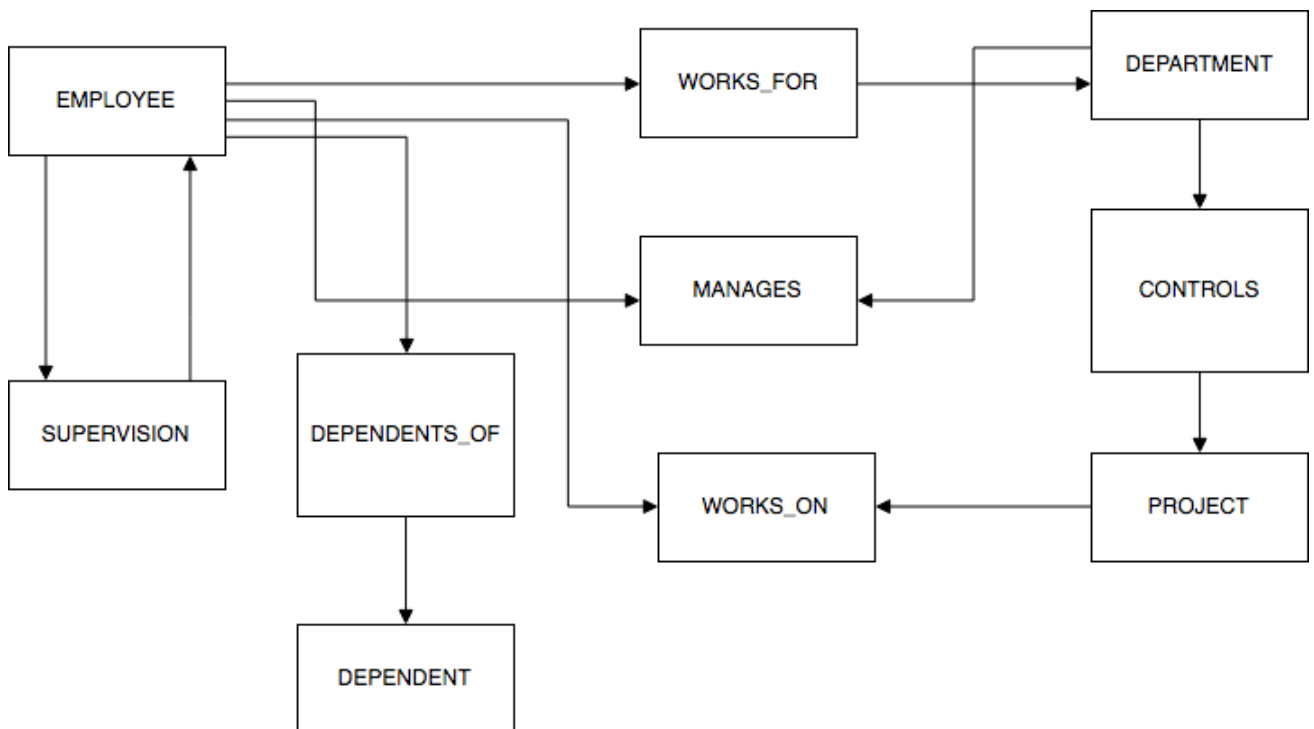 EMPLOYEE
WORKS_FOR
DEPARTMENT
MANAGES
CONTROLS
SUPERVISION
DEPENDENTS_OF
WORKS_ON
PROJECT
DEPENDENT